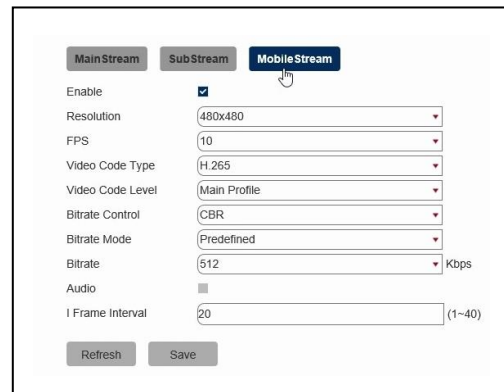 MainStream SubStream MobileStream
Enable
Resolution 480x480
FPS 10
Video Code Type H.265
Video Code Level Main Profile
Bitrate Control CBR
Bitrate Mode Predefined
Bitrate 512 Kbps
Audio
I Frame Interval 20 (1~40)
Refresh Save